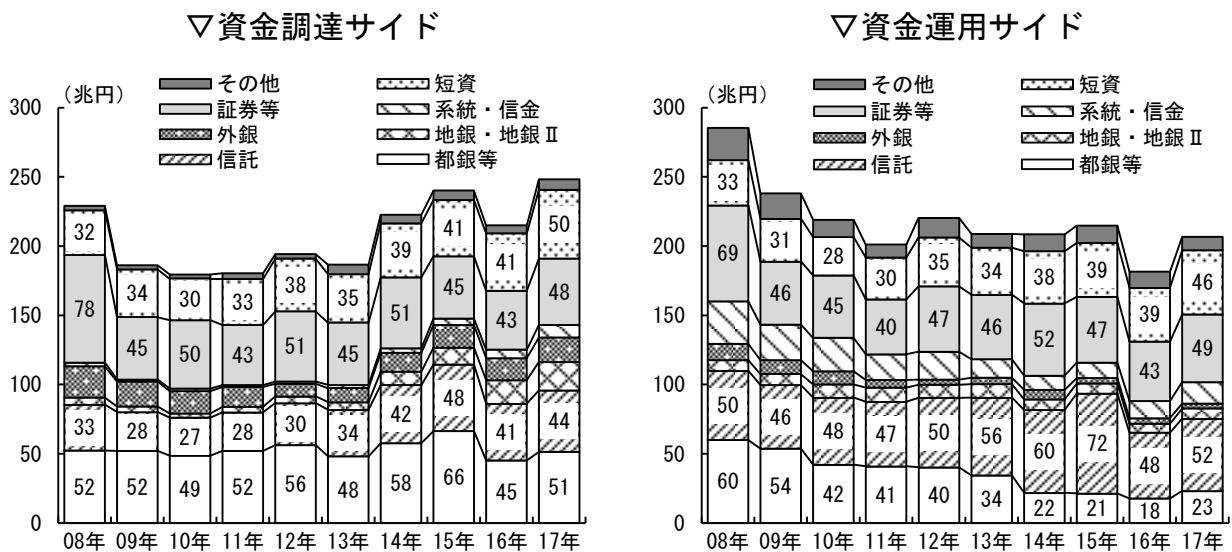 ▽資金調達サイド
（兆円）
その他
短資
証券等
系統・信金
外銀
地銀・地銀Ⅱ
信託
都銀等
300
250
200
150
100
50
0
32 34 30 33 38 35 39 41 41 50
78 45 50 43 51 45 51 45 43 48
33 28 27 28 30 34 42 48 41 44
52 52 49 52 56 48 58 66 45 51
08年 09年 10年 11年 12年 13年 14年 15年 16年 17年
▽資金運用サイド
（兆円）
その他
短資
証券等
系統・信金
外銀
地銀・地銀Ⅱ
信託
都銀等
300
250
200
150
100
50
0
33 31 28 30 35 34 38 39 39 46
69 46 45 40 47 46 52 47 43 49
50 46 48 47 50 56 60 72 48 52
60 54 42 41 40 34 22 21 18 23
08年 09年 10年 11年 12年 13年 14年 15年 16年 17年